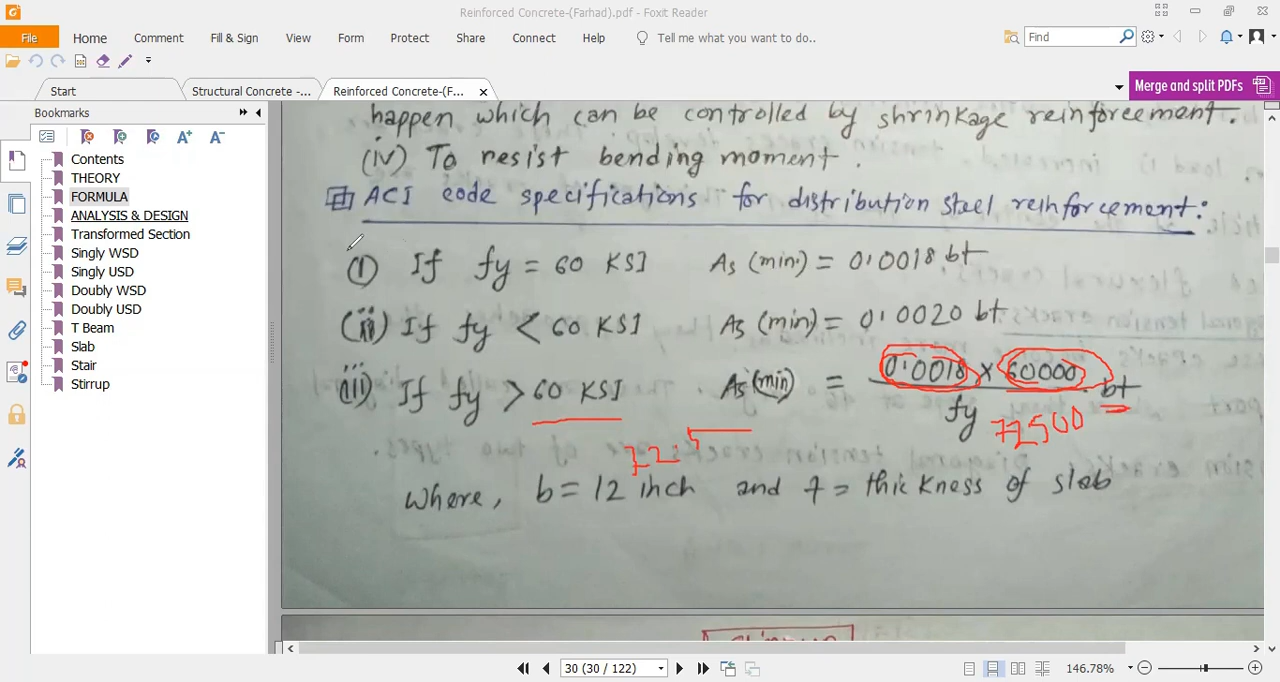 Reinforced Concrete-(Farhad).pdf - Foxit Reader
File Home Comment Fill & Sign View Form Protect Share Connect Help Tell me what you want to do.. Find
Start Structural Concrete -... Reinforced Concrete-(F... Merge and split PDFs
Bookmarks
Contents
THEORY
FORMULA
ANALYSIS & DESIGN
Transformed Section
Singly WSD
Singly USD
Doubly WSD
Doubly USD
T Beam
Slab
Stair
Stirrup
happen which can be controlled by shrinkage reinforcement.
(iv) To resist bending moment.
ACI code specifications for distribution steel reinforcement:
(i) If fy = 60 KSI As (min.) = 0.0018 bt
(ii) If fy < 60 KSI As (min) = 0.0020 bt
(iii) If fy > 60 KSI As (min) = 0.0018 x 60000 bt
fy 72500
72.5
Where, b = 12 inch and t = thickness of slab
30 (30 / 122) 146.78%